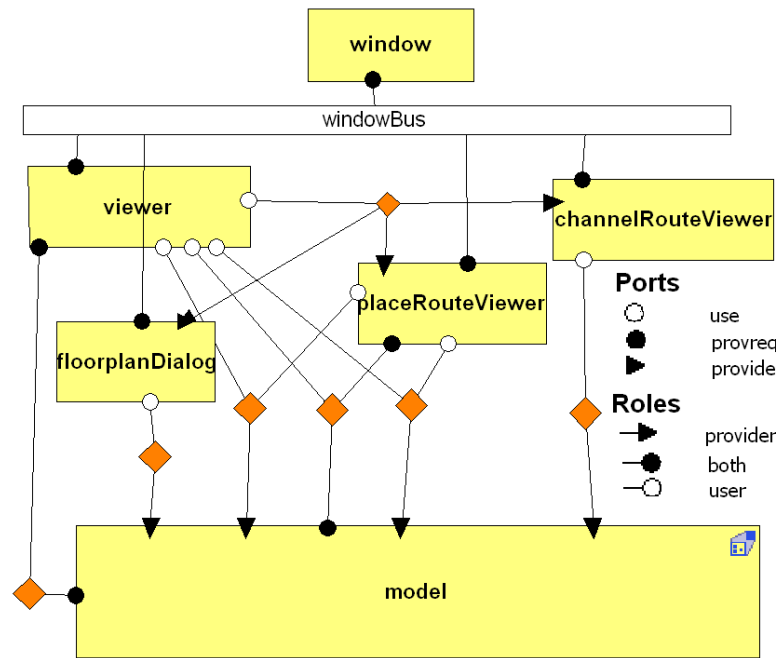 window
windowBus
viewer
channelRouteViewer
placeRouteViewer
floorplanDialog
Ports
use
provreq
provide
Roles
provider
both
user
model